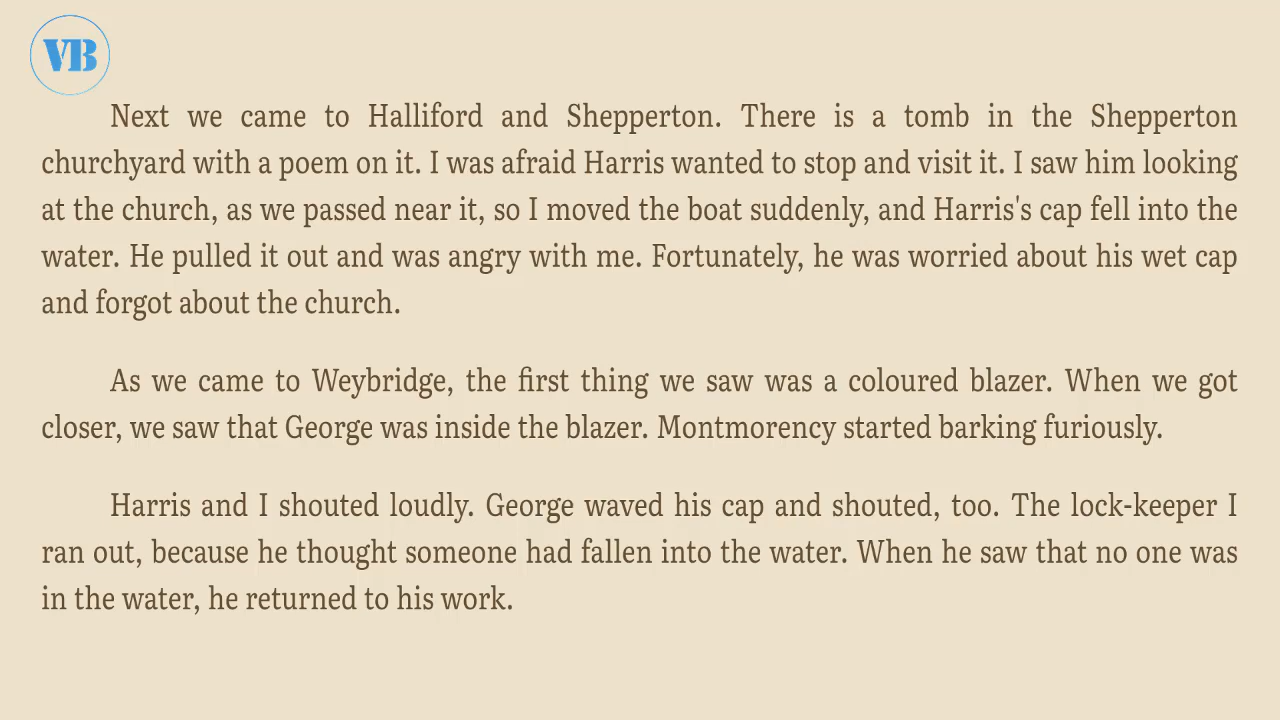 VB
Next we came to Halliford and Shepperton. There is a tomb in the Shepperton
churchyard with a poem on it. I was afraid Harris wanted to stop and visit it. I saw him looking
at the church, as we passed near it, so I moved the boat suddenly, and Harris's cap fell into the
water. He pulled it out and was angry with me. Fortunately, he was worried about his wet cap
and forgot about the church.
As we came to Weybridge, the first thing we saw was a coloured blazer. When we got
closer, we saw that George was inside the blazer. Montmorency started barking furiously.
Harris and I shouted loudly. George waved his cap and shouted, too. The lock-keeper I
ran out, because he thought someone had fallen into the water. When he saw that no one was
in the water, he returned to his work.